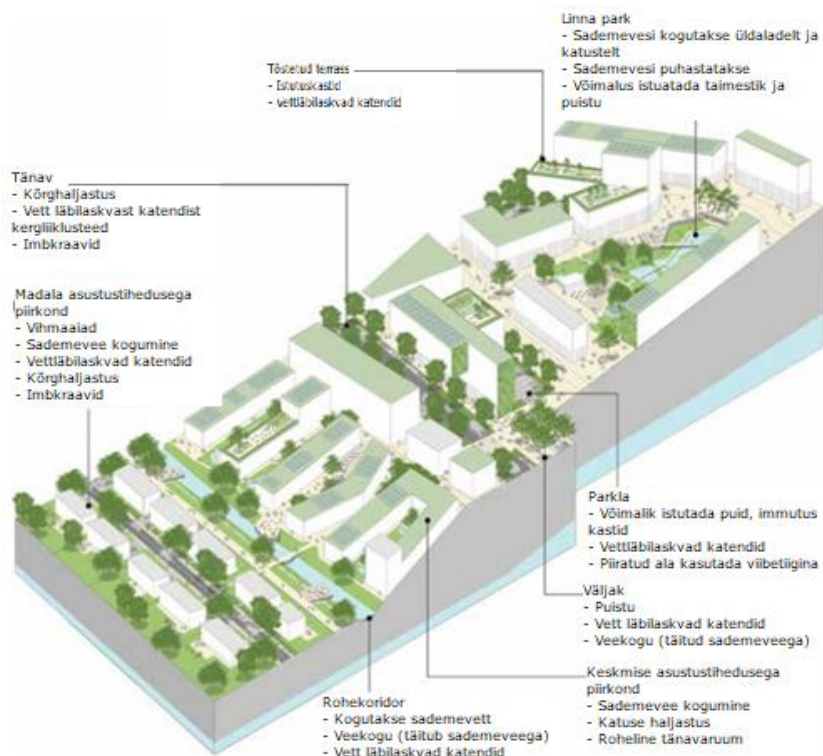 Linna park
- Sademevesi kogutakse üldaladelt ja
katustelt
- Sademevesi puhastatakse
- Võimalus istuatada taimestik ja
puistu
Tõstetud terrass
- Istutuskastid
- vettläbilaskvad katendid
Tänav
- Kõrghaljastus
- Vett läbilaskvast katendist
kergliiklusteed
- Imbkraavid
Madala asustustihedusega
piirkond
- Vihmaaiad
- Sademevee kogumine
- Vettläbilaskvad katendid
- Kõrghaljastus
- Imbkraavid
Parkla
- Võimalik istutada puid, immutus
kastid
- Vettläbilaskvad katendid
- Piiratud ala kasutada viibetiigina
Väljak
- Puistu
- Vett läbilaskvad katendid
- Veekogu (täitud sademeveega)
Keskmise asustustihedusega
piirkond
- Sademevee kogumine
- Katuse haljastus
- Roheline tänavaruum
Rohekoridor
- Kogutakse sademevett
- Veekogu (täitub sademeveega)
- Vett läbilaskvad katendid